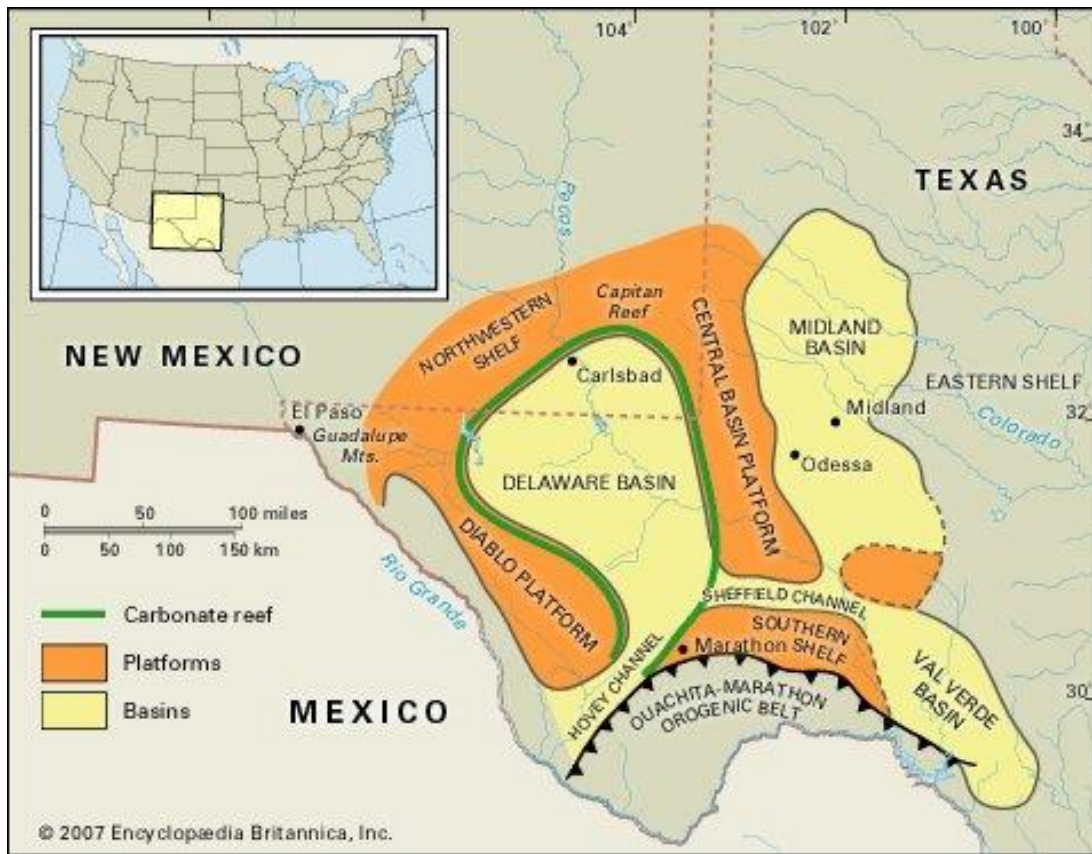 104°
102°
100°
34°
TEXAS
Pecos
Capitan
Reef
NORTHWESTERN
SHELF
CENTRAL BASIN PLATFORM
MIDLAND
BASIN
NEW MEXICO
Carlsbad
EASTERN SHELF
32°
El Paso
Guadalupe
Mts.
Midland
Colorado
Odessa
DELAWARE BASIN
0 50 100 miles
0 50 100 150 km
DIABLO PLATFORM
Rio Grande
SHEFFIELD CHANNEL
Carbonate reef
SOUTHERN
SHELF
Marathon
Platforms
HOVEY CHANNEL
VAL VERDE
BASIN
30°
Basins
MEXICO
OUACHITA-MARATHON
OROGENIC BELT
© 2007 Encyclopædia Britannica, Inc.